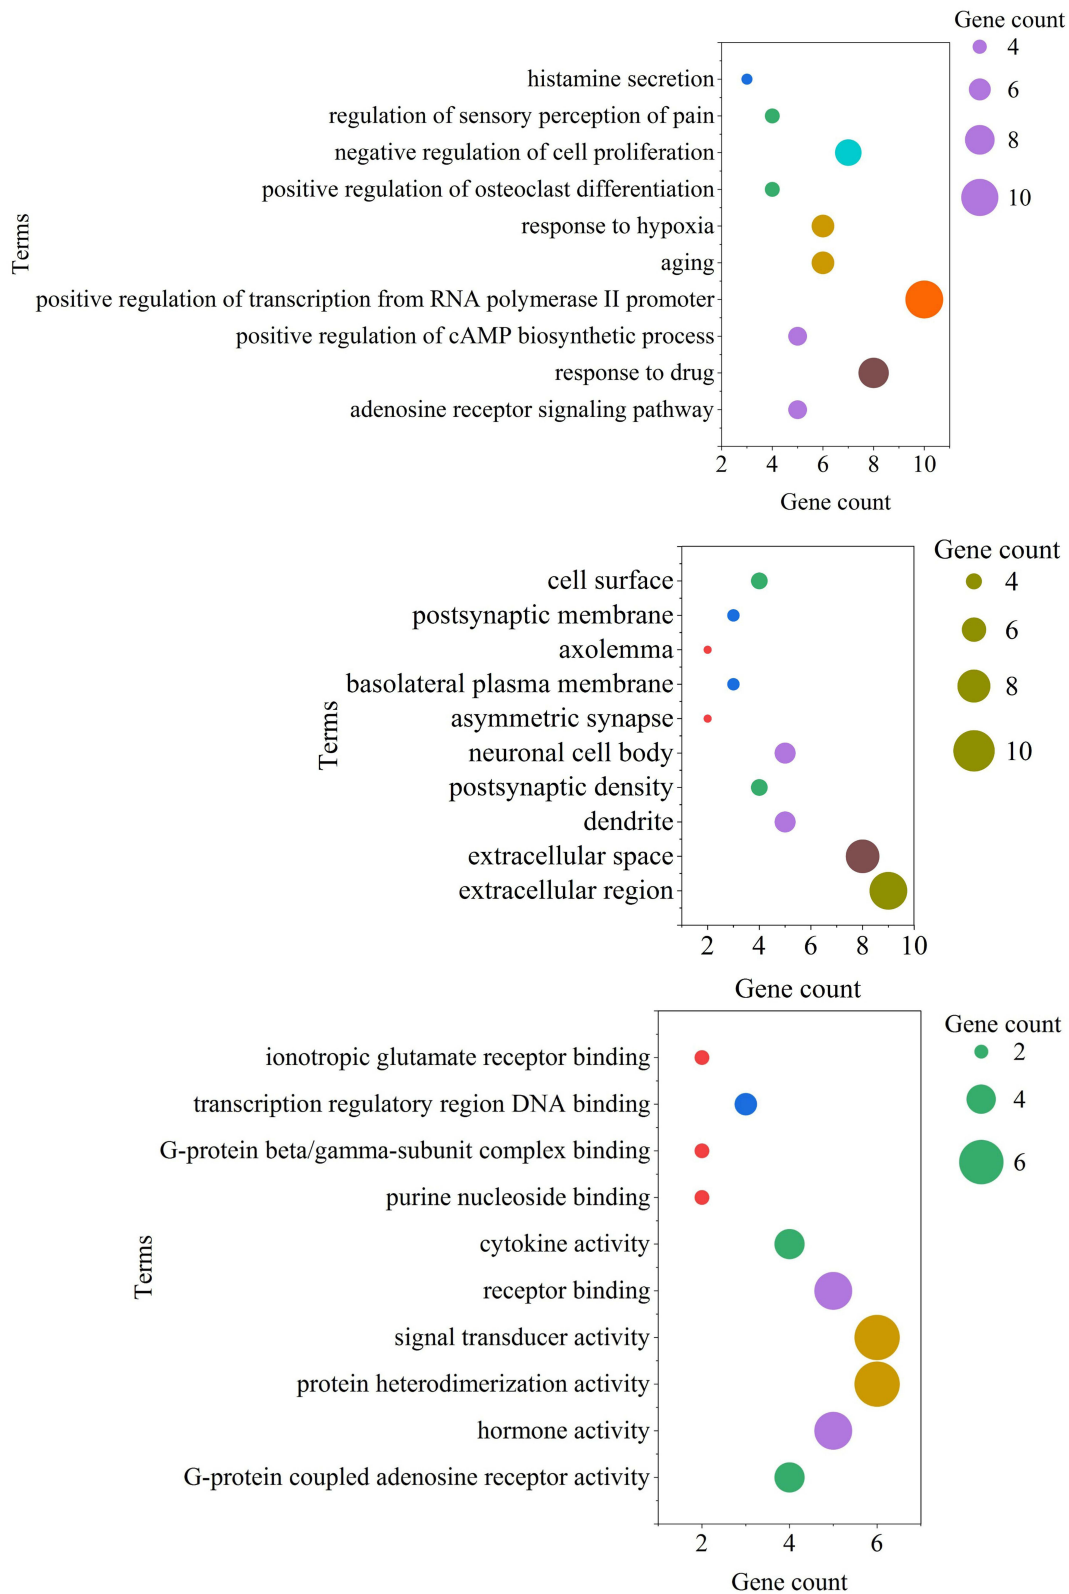 Gene count
4
6
8
10
histamine secretion
regulation of sensory perception of pain
negative regulation of cell proliferation
positive regulation of osteoclast differentiation
response to hypoxia
aging
positive regulation of transcription from RNA polymerase II promoter
positive regulation of cAMP biosynthetic process
response to drug
adenosine receptor signaling pathway
Terms
2 4 6 8 10
Gene count
Gene count
4
6
8
10
cell surface
postsynaptic membrane
axolemma
basolateral plasma membrane
asymmetric synapse
neuronal cell body
postsynaptic density
dendrite
extracellular space
extracellular region
Terms
2 4 6 8 10
Gene count
Gene count
2
4
6
ionotropic glutamate receptor binding
transcription regulatory region DNA binding
G-protein beta/gamma-subunit complex binding
purine nucleoside binding
cytokine activity
receptor binding
signal transducer activity
protein heterodimerization activity
hormone activity
G-protein coupled adenosine receptor activity
Terms
2 4 6
Gene count